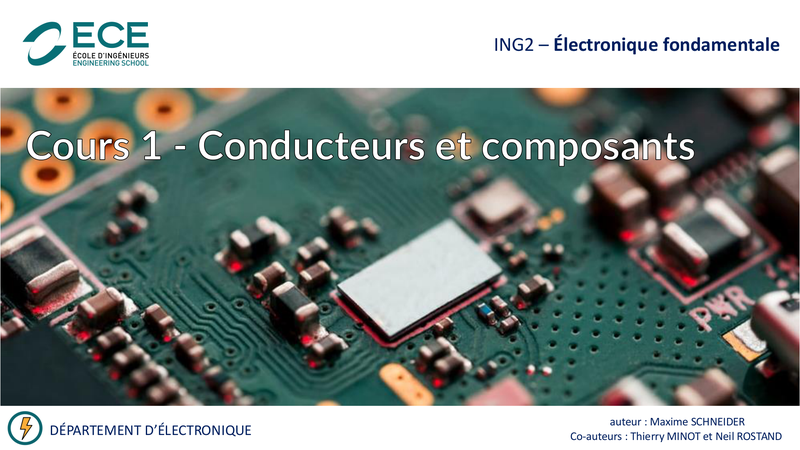 ECE
ÉCOLE D'INGÉNIEURS
ENGINEERING SCHOOL
ING2 – Électronique fondamentale
Cours 1 - Conducteurs et composants
PWR
DÉPARTEMENT D'ÉLECTRONIQUE
auteur : Maxime SCHNEIDER
Co-auteurs : Thierry MINOT et Neil ROSTAND